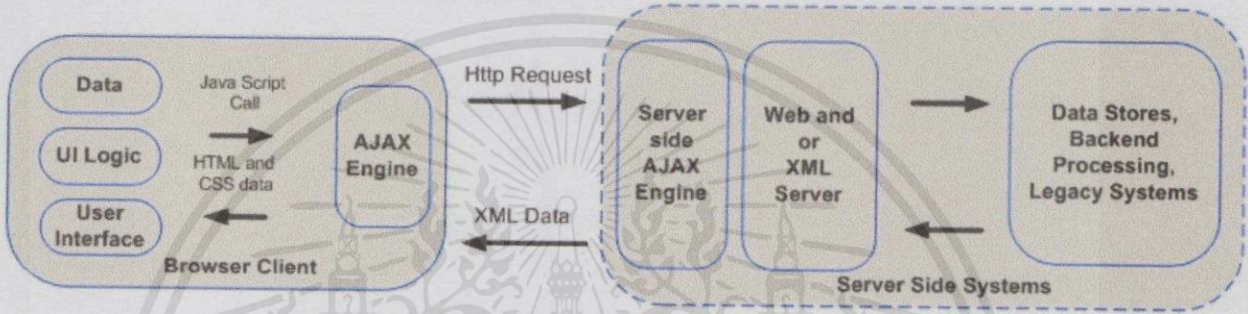 Data
UI Logic
User
Interface
Java Script
Call
HTML and
CSS data
AJAX
Engine
Browser Client
Http Request
XML Data
Server
side
AJAX
Engine
Web and
or
XML
Server
Data Stores,
Backend
Processing,
Legacy Systems
Server Side Systems